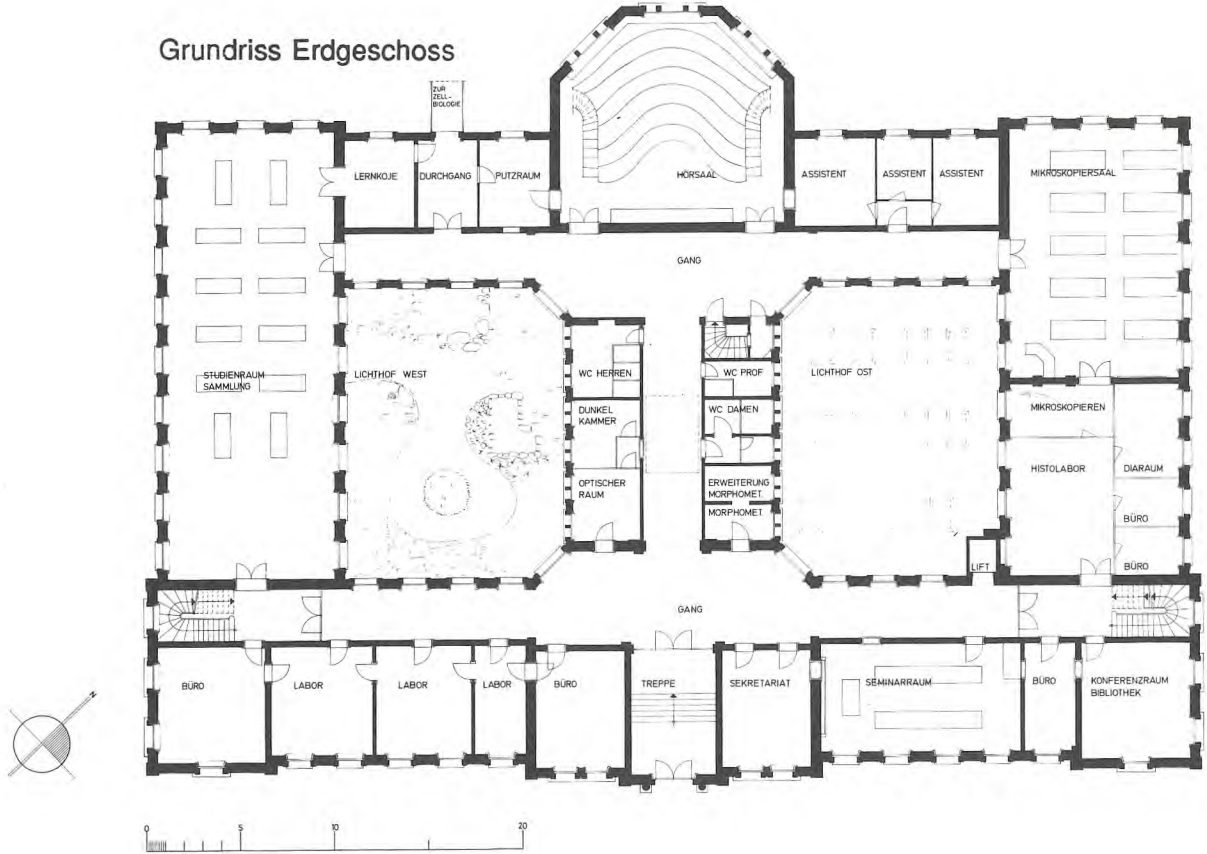 Grundriss Erdgeschoss
ZUR
ZELL-
BIOLOGIE
LERNKOJE
DURCHGANG
PUTZRAUM
HÖRSAAL
ASSISTENT
ASSISTENT
ASSISTENT
MIKROSKOPIERSAAL
GANG
STUDIENRAUM
SAMMLUNG
LICHTHOF WEST
WC HERREN
WC PROF
LICHTHOF OST
DUNKEL
KAMMER
WC DAMEN
MIKROSKOPIEREN
OPTISCHER
RAUM
ERWEITERUNG
MORPHOMET.
MORPHOMET.
HISTOLABOR
DIARAUM
BÜRO
BÜRO
LIFT
GANG
BÜRO
LABOR
LABOR
LABOR
BÜRO
TREPPE
SEKRETARIAT
SEMINARRAUM
BÜRO
KONFERENZRAUM
BIBLIOTHEK
N
0 5 10 20